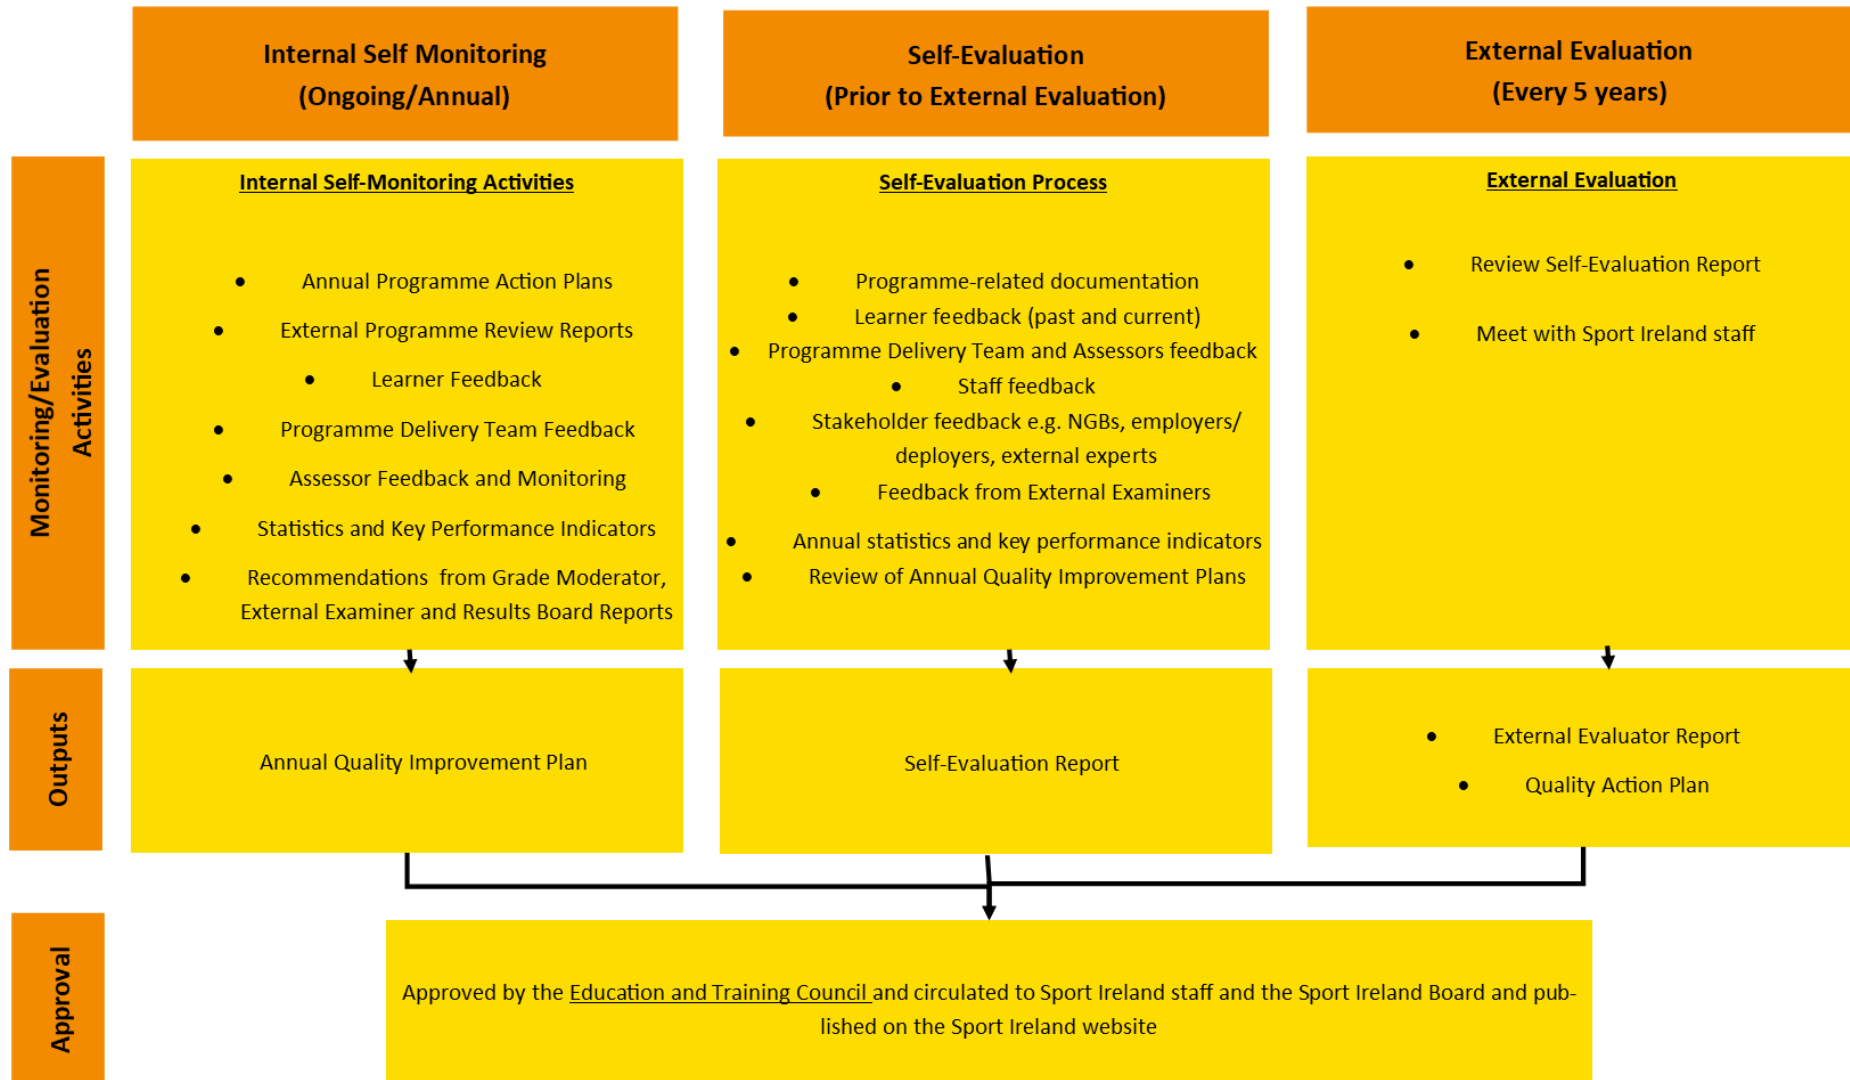 Internal Self Monitoring
(Ongoing/Annual)
Self-Evaluation
(Prior to External Evaluation)
External Evaluation
(Every 5 years)
Monitoring/Evaluation
Activities
Internal Self-Monitoring Activities
• Annual Programme Action Plans
• External Programme Review Reports
• Learner Feedback
• Programme Delivery Team Feedback
• Assessor Feedback and Monitoring
• Statistics and Key Performance Indicators
• Recommendations from Grade Moderator,
External Examiner and Results Board Reports
Self-Evaluation Process
• Programme-related documentation
• Learner feedback (past and current)
• Programme Delivery Team and Assessors feedback
• Staff feedback
• Stakeholder feedback e.g. NGBs, employers/
deployers, external experts
• Feedback from External Examiners
• Annual statistics and key performance indicators
• Review of Annual Quality Improvement Plans
External Evaluation
• Review Self-Evaluation Report
• Meet with Sport Ireland staff
Outputs
Annual Quality Improvement Plan
Self-Evaluation Report
• External Evaluator Report
• Quality Action Plan
Approval
Approved by the Education and Training Council and circulated to Sport Ireland staff and the Sport Ireland Board and pub-
lished on the Sport Ireland website